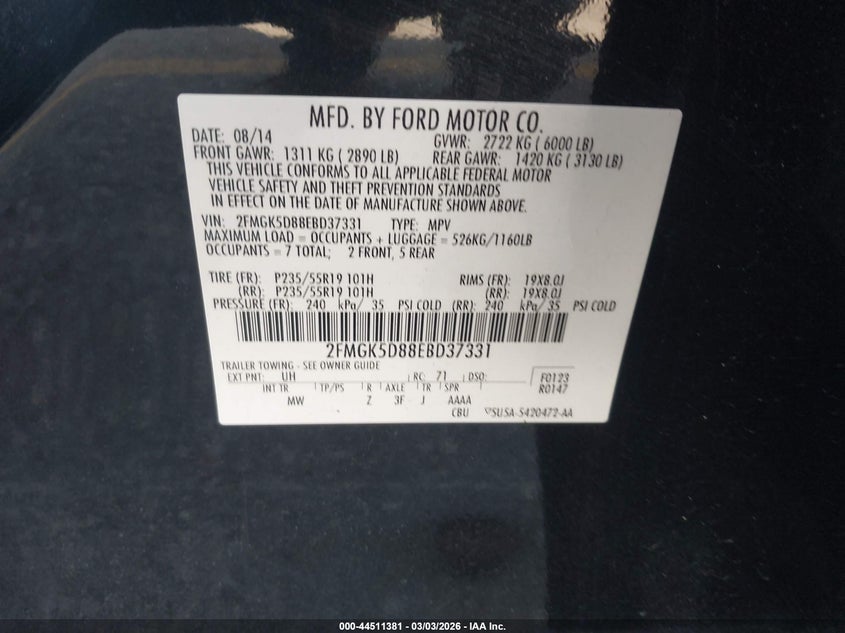 MFD. BY FORD MOTOR CO.
DATE: 08/14 GVWR: 2722 KG ( 6000 LB)
FRONT GAWR: 1311 KG ( 2890 LB) REAR GAWR: 1420 KG ( 3130 LB)
THIS VEHICLE CONFORMS TO ALL APPLICABLE FEDERAL MOTOR
VEHICLE SAFETY AND THEFT PREVENTION STANDARDS
IN EFFECT ON THE DATE OF MANUFACTURE SHOWN ABOVE.
VIN: 2FMGK5D88EBD37331 TYPE: MPV
MAXIMUM LOAD = OCCUPANTS + LUGGAGE = 526KG/1160LB
OCCUPANTS = 7 TOTAL; 2 FRONT, 5 REAR
TIRE (FR): P235/55R19 101H RIMS (FR): 19X8.0J
(RR): P235/55R19 101H (RR): 19X8.0J
PRESSURE (FR): 240 kPa/ 35 PSI COLD (RR): 240 kPa/ 35 PSI COLD
2FMGK5D88EBD37331
TRAILER TOWING - SEE OWNER GUIDE
EXT PNT: UH RC: 71 DSO: F0123
INT TR TP/PS R AXLE TR SPR R0147
MW Z 3F J AAAA
CBU SUSA-5420472-AA
000-44511381 - 03/03/2026 - IAA Inc.